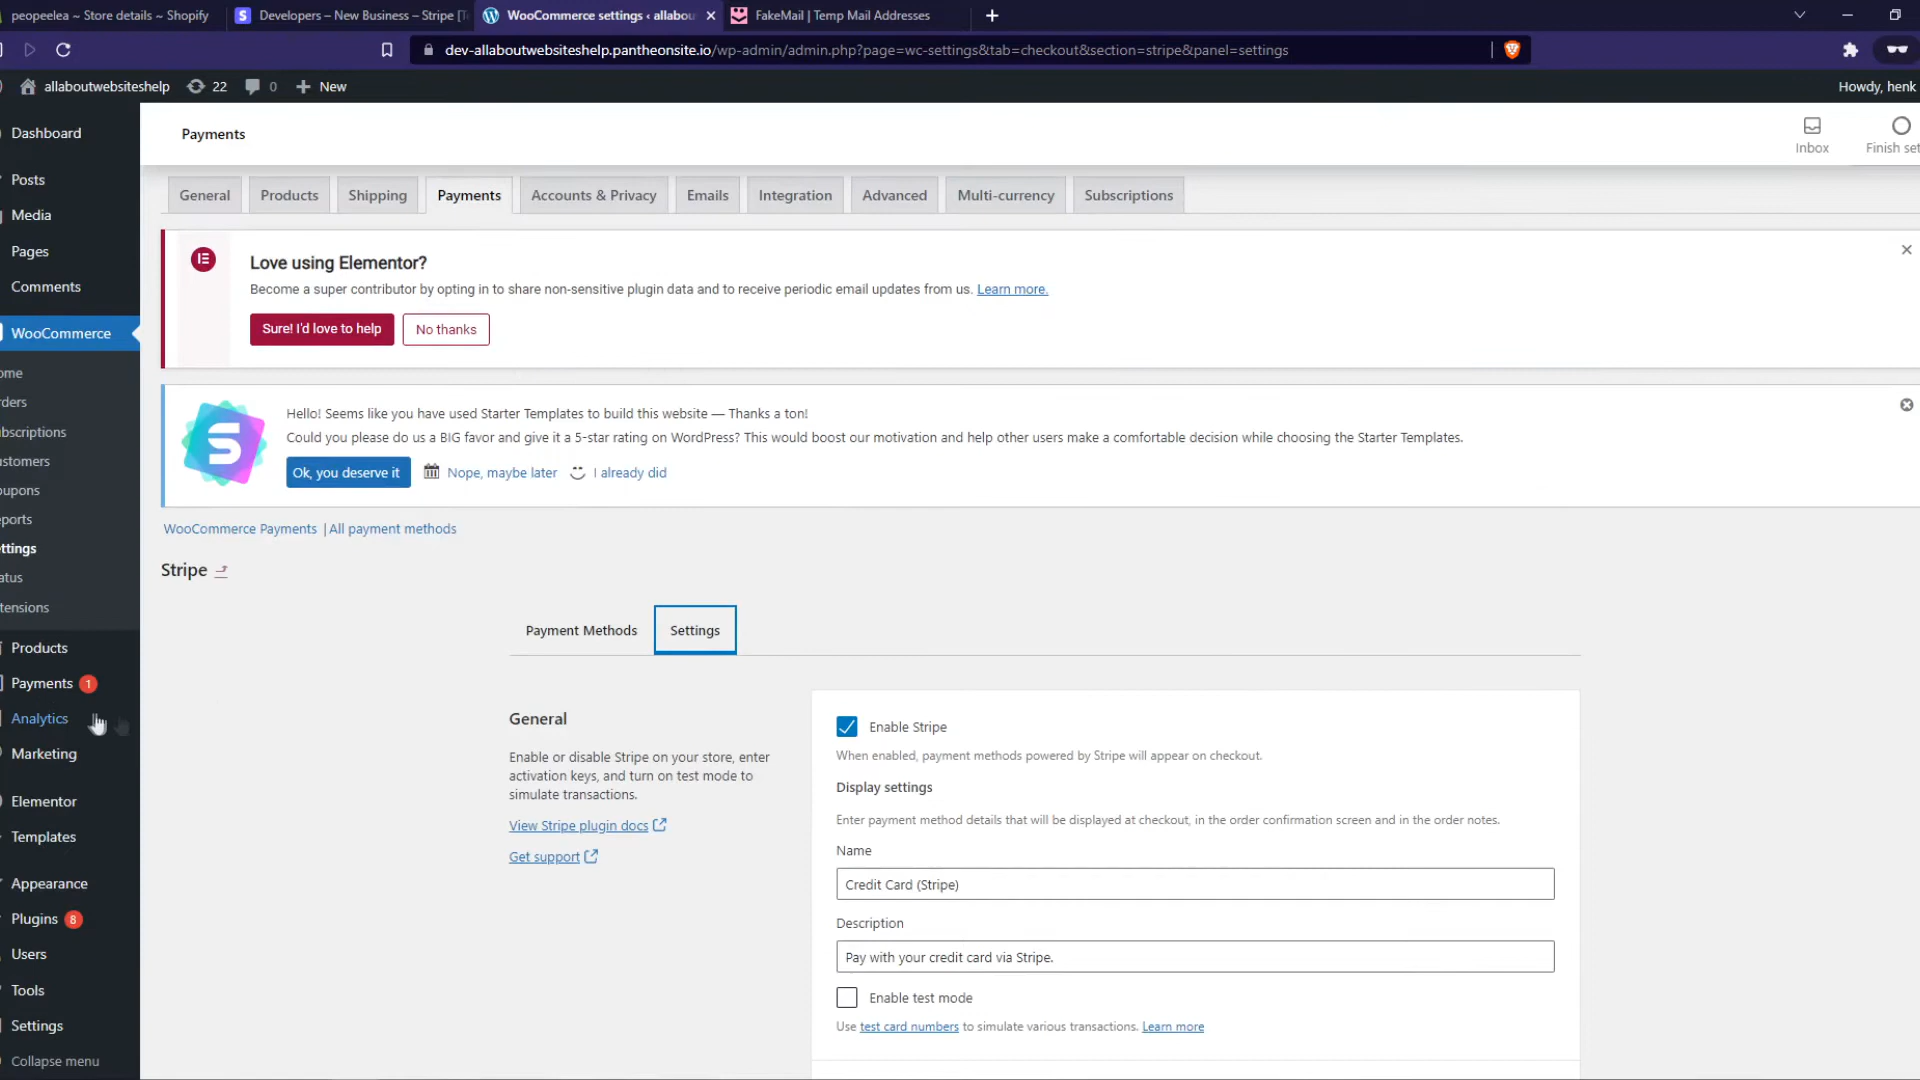 peopeelea ~ Store details ~ Shopify
Developers – New Business – Stripe [T
WooCommerce settings ‹ allabou
FakeMail | Temp Mail Addresses
dev-allaboutwebsiteshelp.pantheonsite.io/wp-admin/admin.php?page=wc-settings&tab=checkout&section=stripe&panel=settings
allaboutwebsiteshelp 22 0 + New
Howdy, henk
Dashboard
Posts
Media
Pages
Comments
WooCommerce
ome
rders
ubscriptions
ustomers
oupons
eports
ettings
tatus
xtensions
Products
Payments 1
Analytics
Marketing
Elementor
Templates
Appearance
Plugins 8
Users
Tools
Settings
Collapse menu
Payments
Inbox
Finish set
General Products Shipping Payments Accounts & Privacy Emails Integration Advanced Multi-currency Subscriptions
Love using Elementor?
Become a super contributor by opting in to share non-sensitive plugin data and to receive periodic email updates from us. Learn more.
Sure! I'd love to help No thanks
Hello! Seems like you have used Starter Templates to build this website — Thanks a ton!
Could you please do us a BIG favor and give it a 5-star rating on WordPress? This would boost our motivation and help other users make a comfortable decision while choosing the Starter Templates.
Ok, you deserve it Nope, maybe later I already did
WooCommerce Payments | All payment methods
Stripe
Payment Methods Settings
General
Enable or disable Stripe on your store, enter
activation keys, and turn on test mode to
simulate transactions.
View Stripe plugin docs
Get support
Enable Stripe
When enabled, payment methods powered by Stripe will appear on checkout.
Display settings
Enter payment method details that will be displayed at checkout, in the order confirmation screen and in the order notes.
Name
Credit Card (Stripe)
Description
Pay with your credit card via Stripe.
Enable test mode
Use test card numbers to simulate various transactions. Learn more